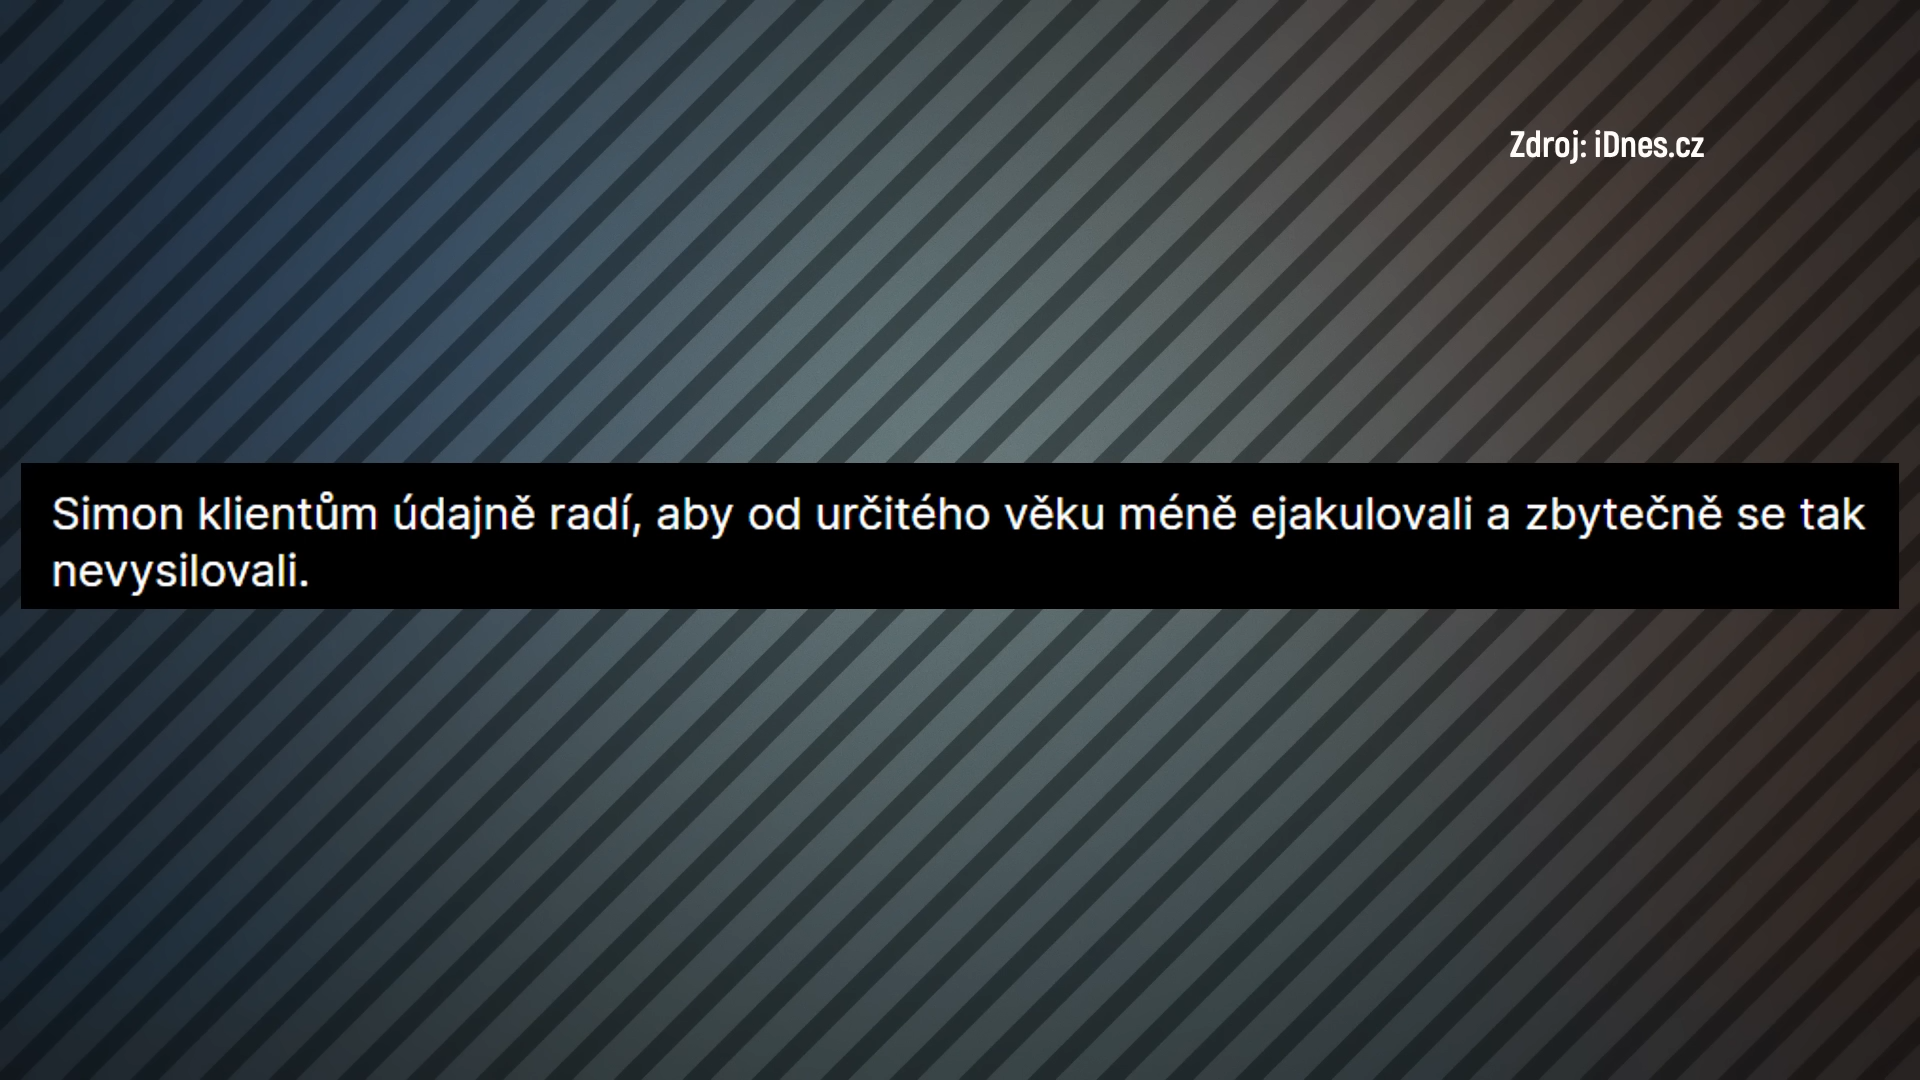 Zdroj: iDnes.cz
Simon klientům údajně radí, aby od určitého věku méně ejakulovali a zbytečně se tak
nevysilovali.